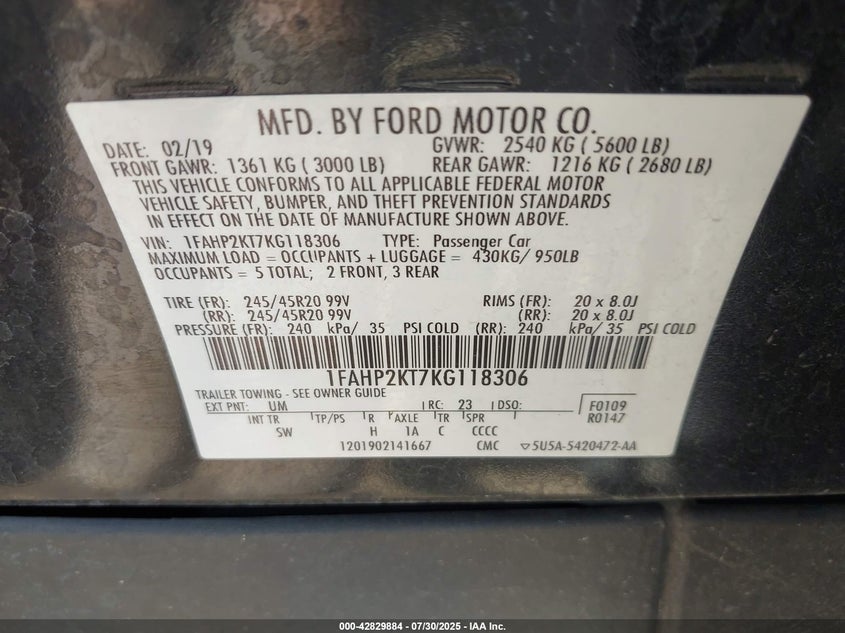 MFD. BY FORD MOTOR CO.
DATE: 02/19 GVWR: 2540 KG ( 5600 LB)
FRONT GAWR: 1361 KG ( 3000 LB) REAR GAWR: 1216 KG ( 2680 LB)
THIS VEHICLE CONFORMS TO ALL APPLICABLE FEDERAL MOTOR
VEHICLE SAFETY, BUMPER, AND THEFT PREVENTION STANDARDS
IN EFFECT ON THE DATE OF MANUFACTURE SHOWN ABOVE.
VIN: 1FAHP2KT7KG118306 TYPE: Passenger Car
MAXIMUM LOAD = OCCUPANTS + LUGGAGE = 430KG/ 950LB
OCCUPANTS = 5 TOTAL; 2 FRONT, 3 REAR
TIRE (FR): 245/45R20 99V RIMS (FR): 20 x 8.0J
(RR): 245/45R20 99V (RR): 20 x 8.0J
PRESSURE (FR): 240 kPa/ 35 PSI COLD (RR): 240 kPa/ 35 PSI COLD
1FAHP2KT7KG118306
TRAILER TOWING - SEE OWNER GUIDE
EXT PNT: UM RC: 23 DSO: F0109
INT TR TP/PS R AXLE TR SPR R0147
SW H 1A C CCCC
1201902141667 CMC ▽5U5A-5420472-AA
000-42829884 / 07/30/2025 - IAA Inc.